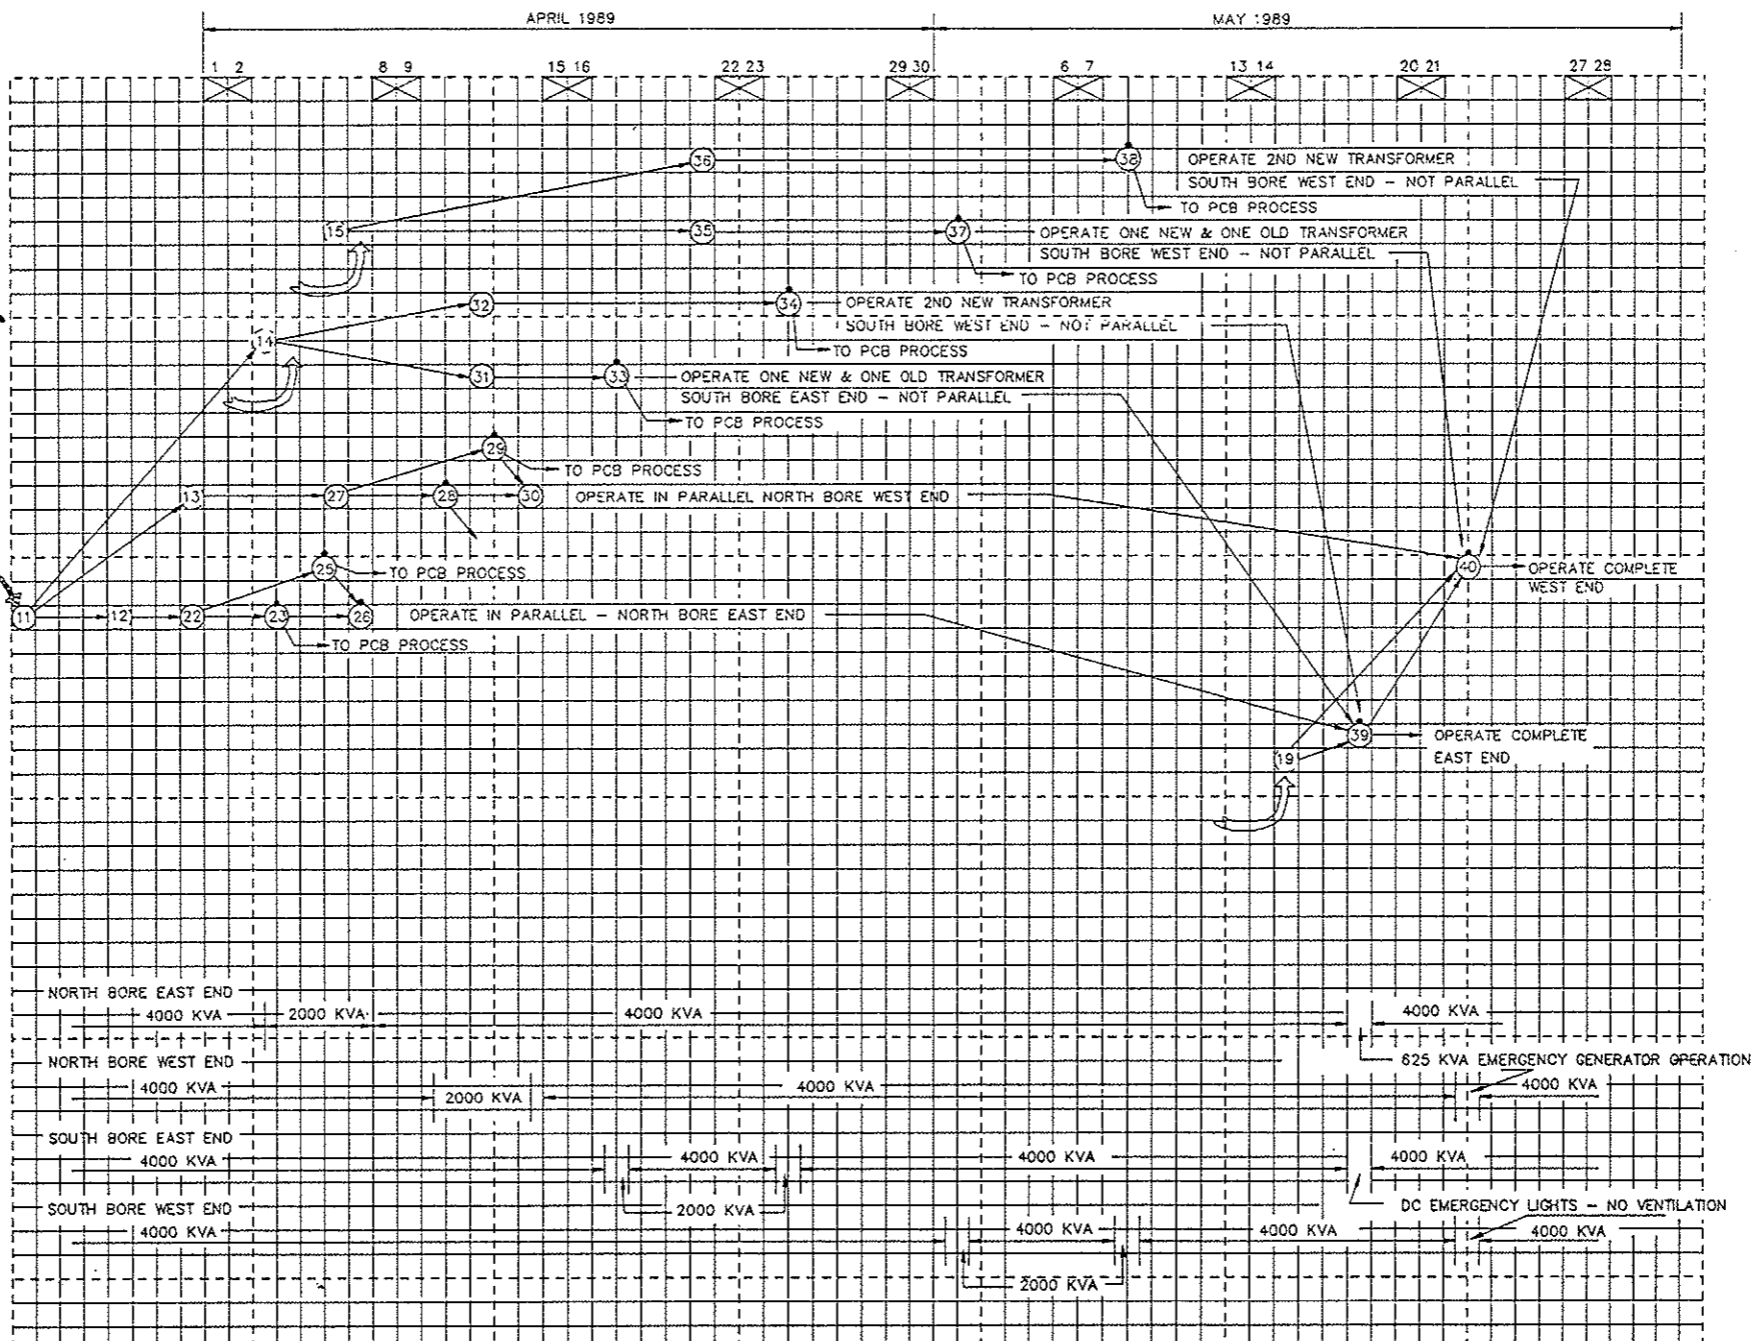 APRIL 1989
MAY 1989
1 2
8 9
15 16
22 23
29 30
6 7
13 14
20 21
27 28
36
38
OPERATE 2ND NEW TRANSFORMER
SOUTH BORE WEST END - NOT PARALLEL
TO PCB PROCESS
15
35
37
OPERATE ONE NEW & ONE OLD TRANSFORMER
SOUTH BORE WEST END - NOT PARALLEL
TO PCB PROCESS
32
34
OPERATE 2ND NEW TRANSFORMER
SOUTH BORE WEST END - NOT PARALLEL
14
TO PCB PROCESS
31
33
OPERATE ONE NEW & ONE OLD TRANSFORMER
SOUTH BORE EAST END - NOT PARALLEL
TO PCB PROCESS
29
TO PCB PROCESS
13
27
28
30
OPERATE IN PARALLEL NORTH BORE WEST END
25
TO PCB PROCESS
40
OPERATE COMPLETE
WEST END
11
12
22
23
26
OPERATE IN PARALLEL - NORTH BORE EAST END
TO PCB PROCESS
39
OPERATE COMPLETE
EAST END
19
NORTH BORE EAST END
4000 KVA
2000 KVA
4000 KVA
4000 KVA
625 KVA EMERGENCY GENERATOR OPERATION
NORTH BORE WEST END
4000 KVA
2000 KVA
4000 KVA
4000 KVA
SOUTH BORE EAST END
4000 KVA
4000 KVA
4000 KVA
4000 KVA
2000 KVA
DC EMERGENCY LIGHTS - NO VENTILATION
SOUTH BORE WEST END
4000 KVA
4000 KVA
4000 KVA
4000 KVA
2000 KVA